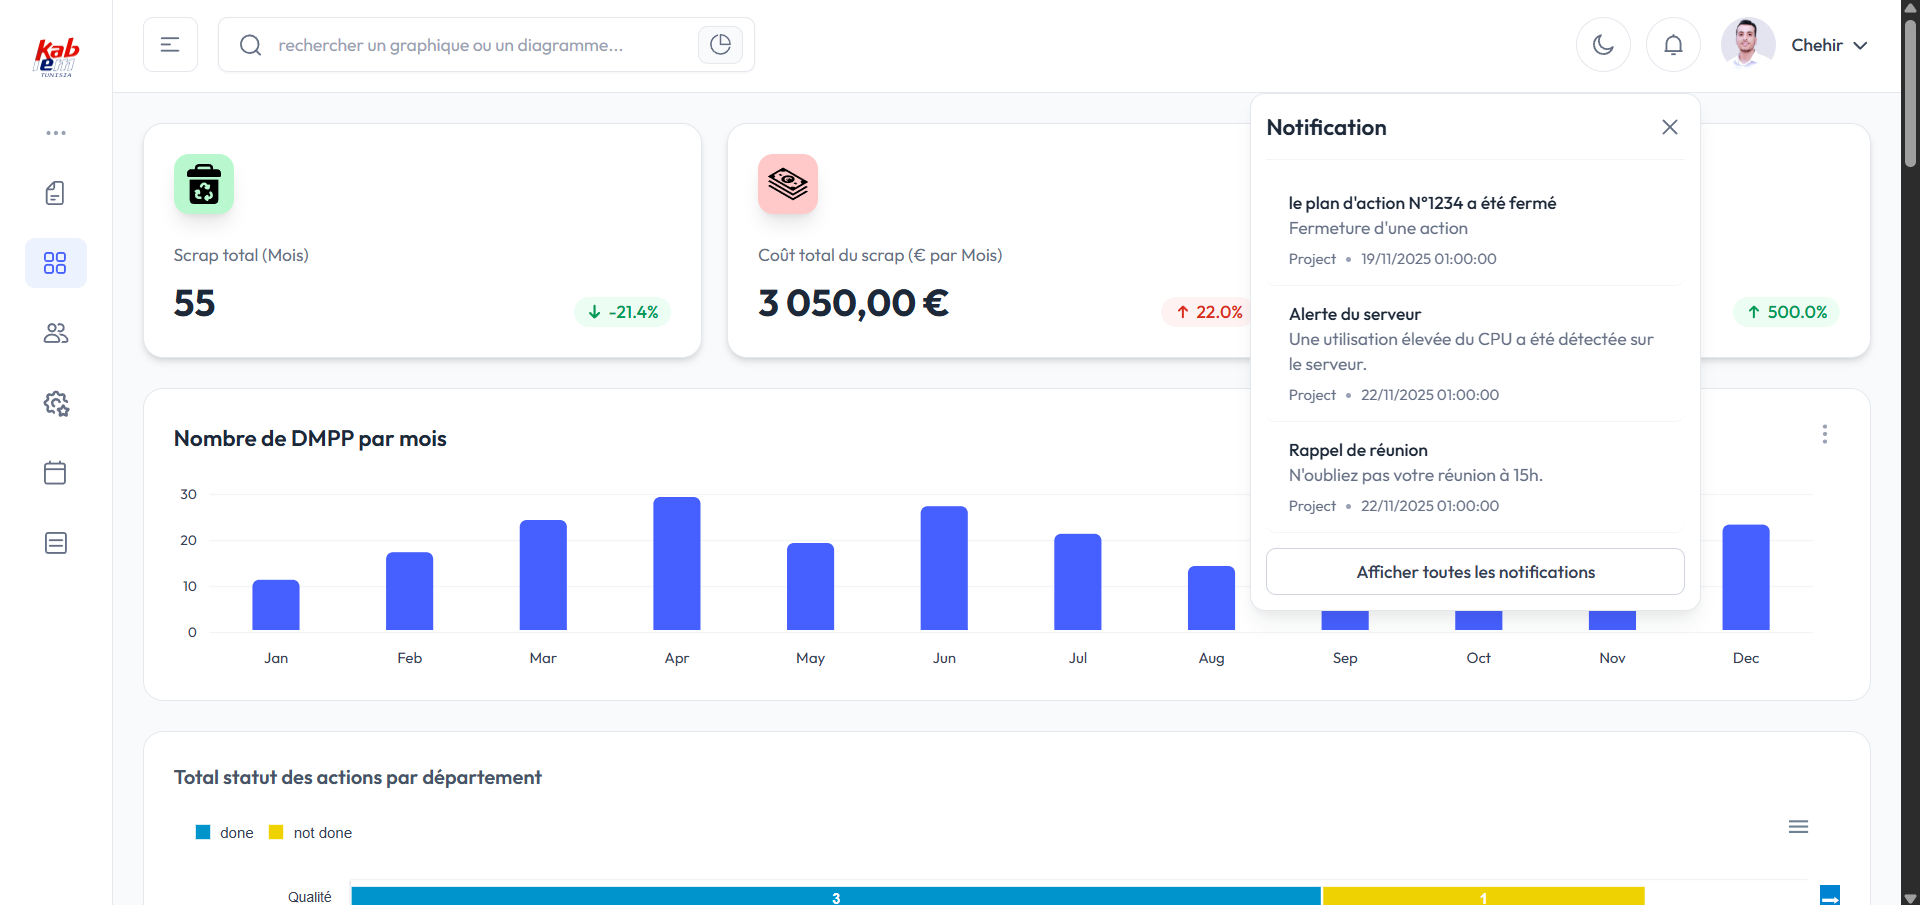 Kab
em
TUNISIA
rechercher un graphique ou un diagramme...
Chehir
Scrap total (Mois)
55
-21.4%
Coût total du scrap (€ par Mois)
3 050,00 €
22.0%
500.0%
Notification
le plan d'action N°1234 a été fermé
Fermeture d'une action
Project • 19/11/2025 01:00:00
Alerte du serveur
Une utilisation élevée du CPU a été détectée sur
le serveur.
Project • 22/11/2025 01:00:00
Rappel de réunion
N'oubliez pas votre réunion à 15h.
Project • 22/11/2025 01:00:00
Afficher toutes les notifications
Nombre de DMPP par mois
30
20
10
0
Jan Feb Mar Apr May Jun Jul Aug Sep Oct Nov Dec
Total statut des actions par département
done not done
Qualité 3 1